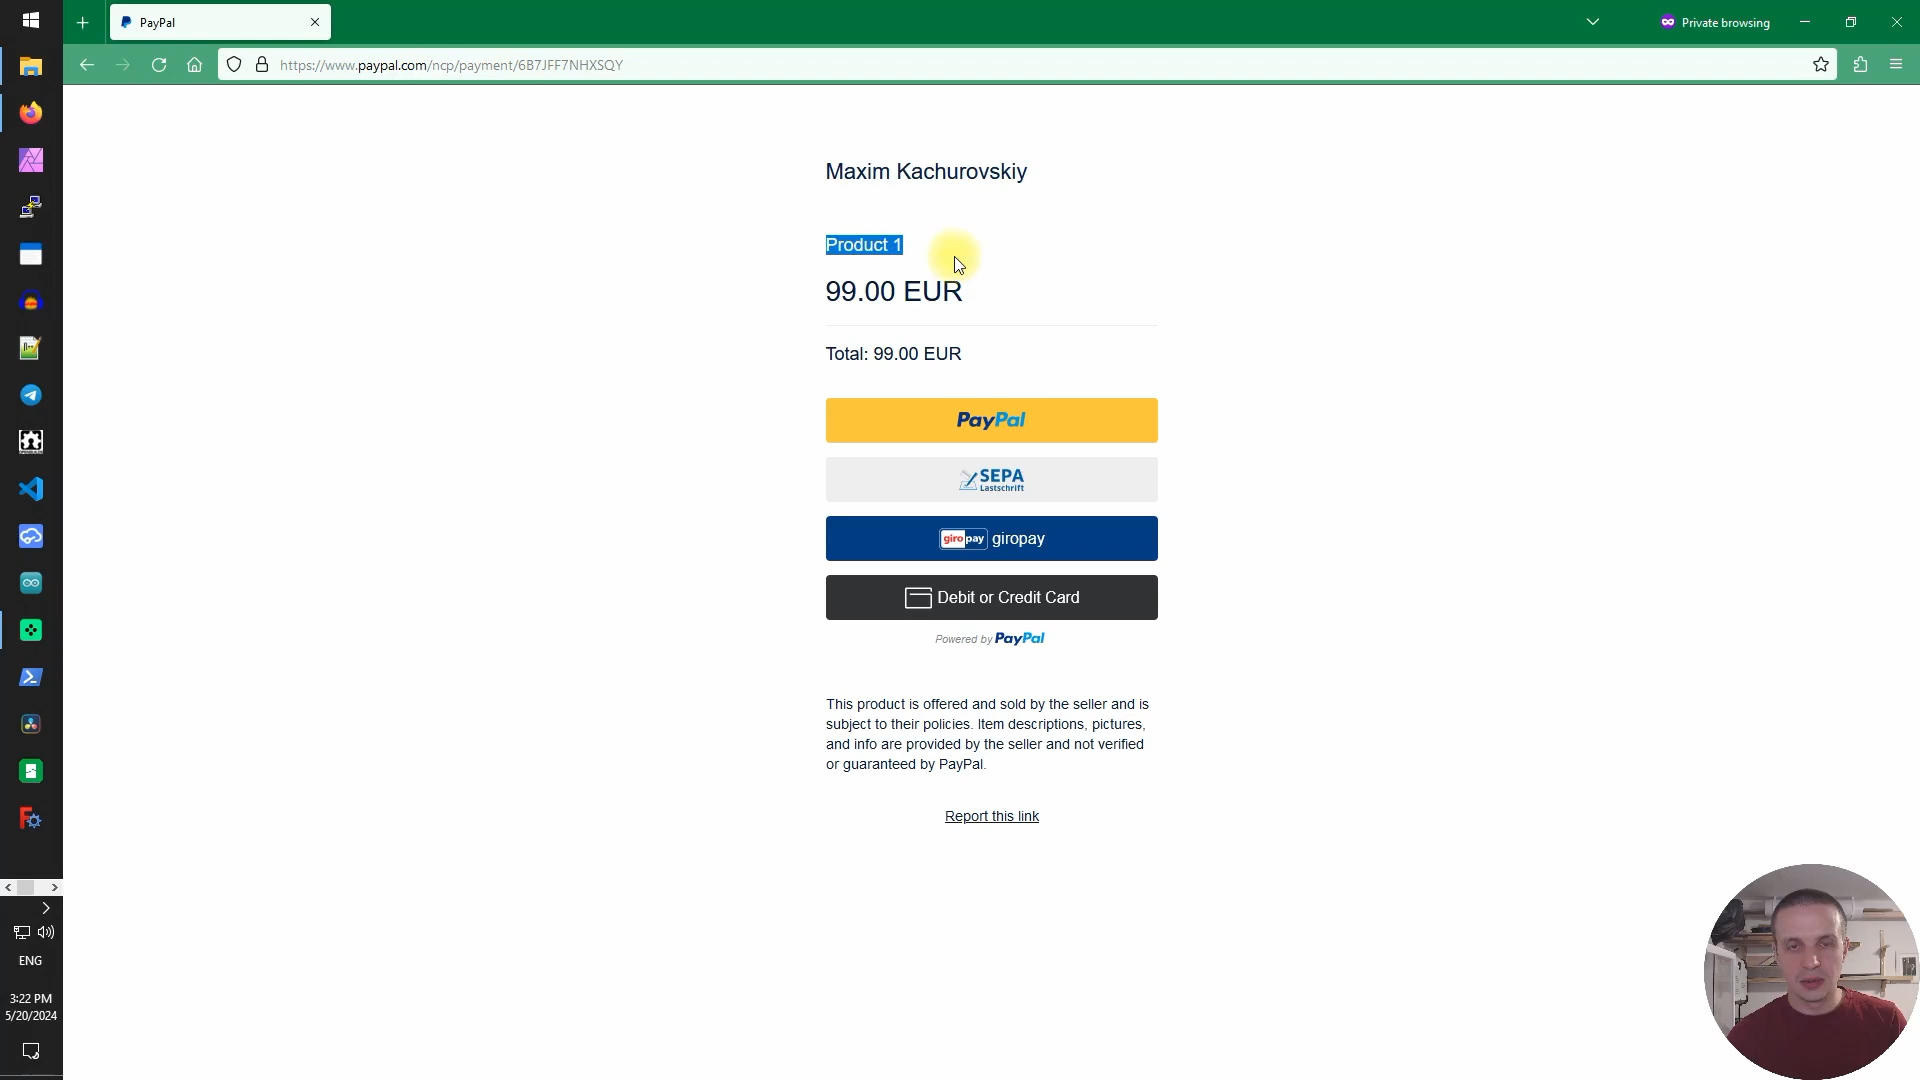 PayPal
Private browsing
https://www.paypal.com/ncp/payment/6B7JFF7NHXSQY
Maxim Kachurovskiy
Product 1
99.00 EUR
Total: 99.00 EUR
PayPal
SEPA
Lastschrift
giro pay giropay
Debit or Credit Card
Powered by PayPal
This product is offered and sold by the seller and is
subject to their policies. Item descriptions, pictures,
and info are provided by the seller and not verified
or guaranteed by PayPal.
Report this link
ENG
3:22 PM
5/20/2024